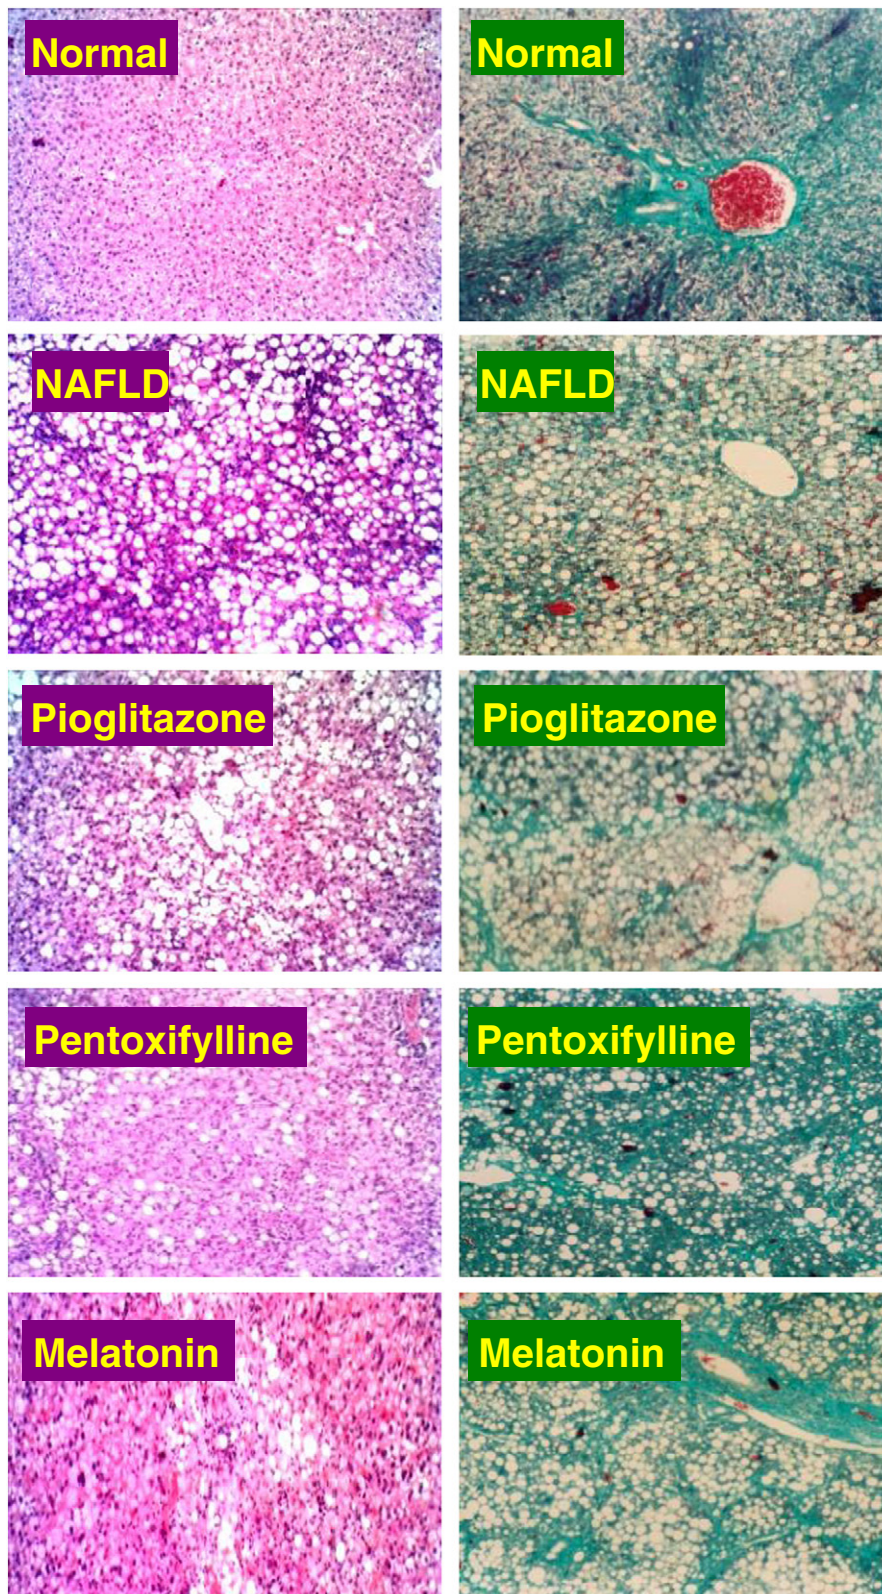 Normal
Normal
NAFLD
NAFLD
Pioglitazone
Pioglitazone
Pentoxifylline
Pentoxifylline
Melatonin
Melatonin